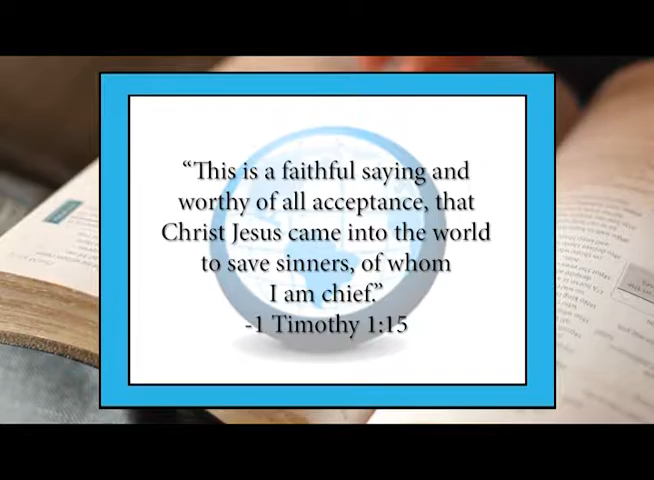 “This is a faithful saying and
worthy of all acceptance, that
Christ Jesus came into the world
to save sinners, of whom
I am chief.”
-1 Timothy 1:15